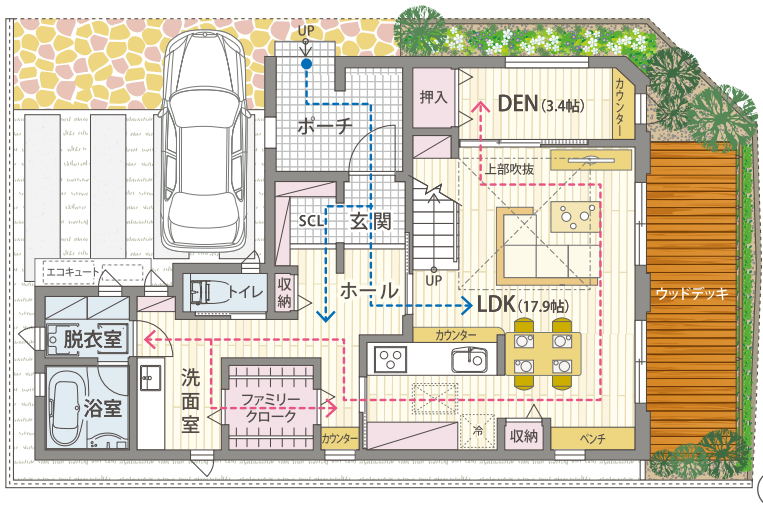 UP
押入
DEN(3.4帖)
カウンター
ポーチ
上部吹抜
SCL
玄関
エコキュート
UP
トイレ
収納
ホール
LDK(17.9帖)
ウッドデッキ
脱衣室
カウンター
洗面室
浴室
ファミリー
クローク
カウンター
冷
収納
ベンチ